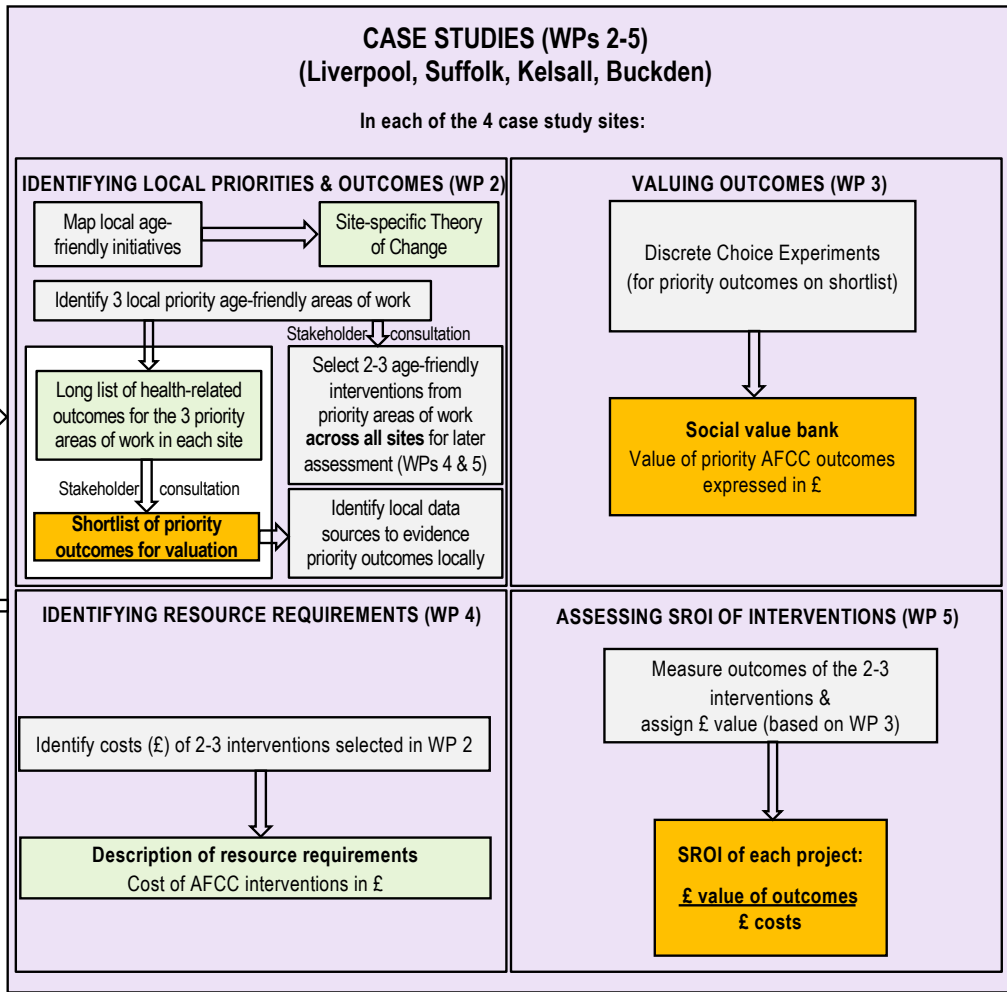 CASE STUDIES (WPs 2-5)
(Liverpool, Suffolk, Kelsall, Buckden)
In each of the 4 case study sites:
IDENTIFYING LOCAL PRIORITIES & OUTCOMES (WP 2)
Map local age-
friendly initiatives
Site-specific Theory
of Change
Identify 3 local priority age-friendly areas of work
Stakeholder consultation
Long list of health-related
outcomes for the 3 priority
areas of work in each site
Select 2-3 age-friendly
interventions from
priority areas of work
across all sites for later
assessment (WPs 4 & 5)
Stakeholder consultation
Shortlist of priority
outcomes for valuation
Identify local data
sources to evidence
priority outcomes locally
VALUING OUTCOMES (WP 3)
Discrete Choice Experiments
(for priority outcomes on shortlist)
Social value bank
Value of priority AFCC outcomes
expressed in £
IDENTIFYING RESOURCE REQUIREMENTS (WP 4)
Identify costs (£) of 2-3 interventions selected in WP 2
Description of resource requirements
Cost of AFCC interventions in £
ASSESSING SROI OF INTERVENTIONS (WP 5)
Measure outcomes of the 2-3
interventions &
assign £ value (based on WP 3)
SROI of each project:
£ value of outcomes
£ costs